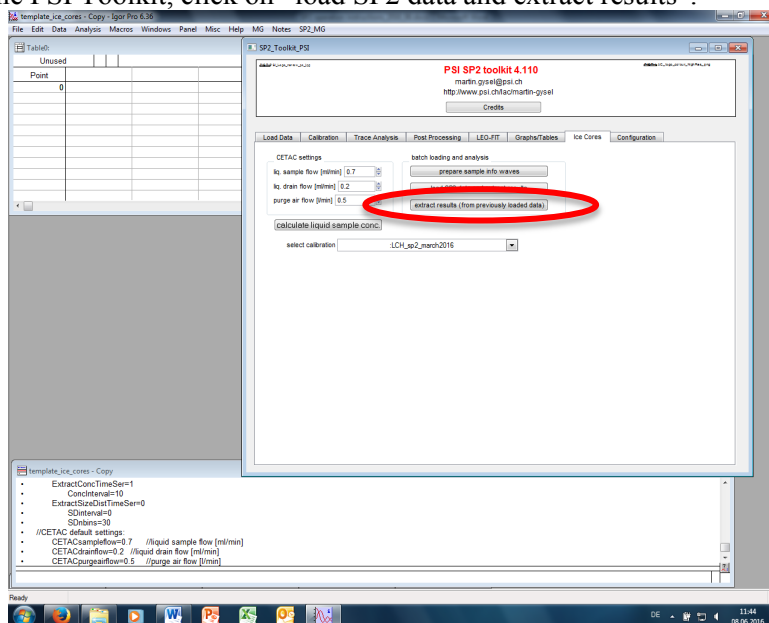 he PSI Toolkit, click on "load SP2 data and extract results".
template_ice_cores - Copy - Igor Pro 6.36
File Edit Data Analysis Macros Windows Panel Misc Help MG Notes SP2_MG
Table0:
Unused
Point
0
SP2_Toolkit_PSI
PSI SP2 toolkit 4.110
martin.gysel@psi.ch
http://www.psi.ch/lac/martin-gysel
Credits
Load Data Calibration Trace Analysis Post Processing LEO-FIT Graphs/Tables Ice Cores Configuration
CETAC settings
batch loading and analysis
liq. sample flow [ml/min] 0.7
prepare sample info waves
liq. drain flow [ml/min] 0.2
purge air flow [l/min] 0.5
extract results (from previously loaded data)
calculate liquid sample conc.
select calibration :LCH_sp2_march2016
template_ice_cores - Copy
• ExtractConcTimeSer=1
• ConcInterval=10
• ExtractSizeDistTimeSer=0
• SDinterval=0
• SDnbins=30
• //CETAC default settings:
• CETACsampleflow=0.7 //liquid sample flow [ml/min]
• CETACdrainflow=0.2 //liquid drain flow [ml/min]
• CETACpurgeairflow=0.5 //purge air flow [l/min]
Ready
DE
11:44
08.06.2016